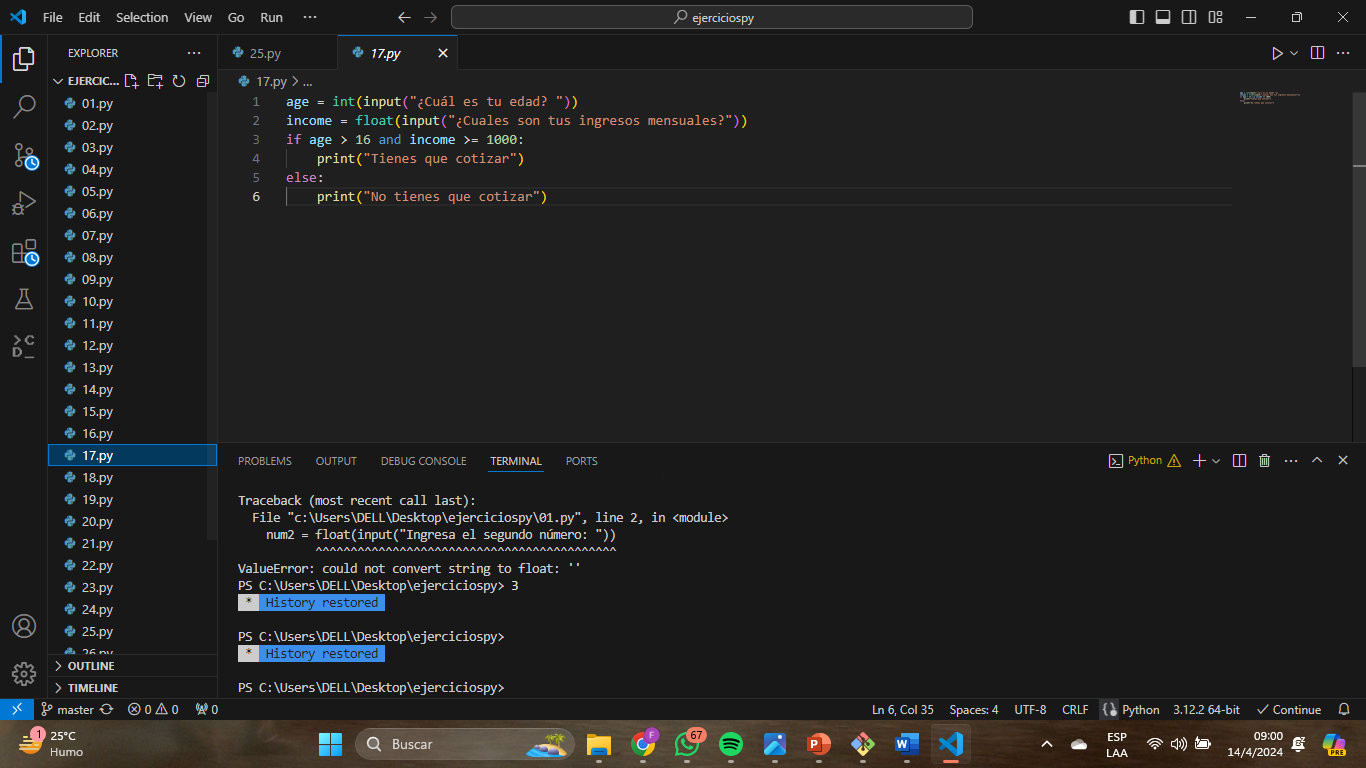 File Edit Selection View Go Run ··· ejerciciospy
EXPLORER ···
EJERCIC...
01.py
02.py
03.py
04.py
05.py
06.py
07.py
08.py
09.py
10.py
11.py
12.py
13.py
14.py
15.py
16.py
17.py
18.py
19.py
20.py
21.py
22.py
23.py
24.py
25.py
26.py
OUTLINE
TIMELINE
25.py 17.py
17.py > ...
1 age = int(input("¿Cuál es tu edad? "))
2 income = float(input("¿Cuales son tus ingresos mensuales?"))
3 if age > 16 and income >= 1000:
4     print("Tienes que cotizar")
5 else:
6     print("No tienes que cotizar")
PROBLEMS OUTPUT DEBUG CONSOLE TERMINAL PORTS Python
Traceback (most recent call last):
  File "c:\Users\DELL\Desktop\ejerciciospy\01.py", line 2, in <module>
    num2 = float(input("Ingresa el segundo número: "))
           ^^^^^^^^^^^^^^^^^^^^^^^^^^^^^^^^^^^^^^^^^^^
ValueError: could not convert string to float: ''
PS C:\Users\DELL\Desktop\ejerciciospy> 3
* History restored
PS C:\Users\DELL\Desktop\ejerciciospy>
* History restored
PS C:\Users\DELL\Desktop\ejerciciospy>
master 0 0 0 Ln 6, Col 35 Spaces: 4 UTF-8 CRLF Python 3.12.2 64-bit Continue
1 25°C
Humo
Buscar
F
67
ESP
LAA
09:00
14/4/2024
PRE